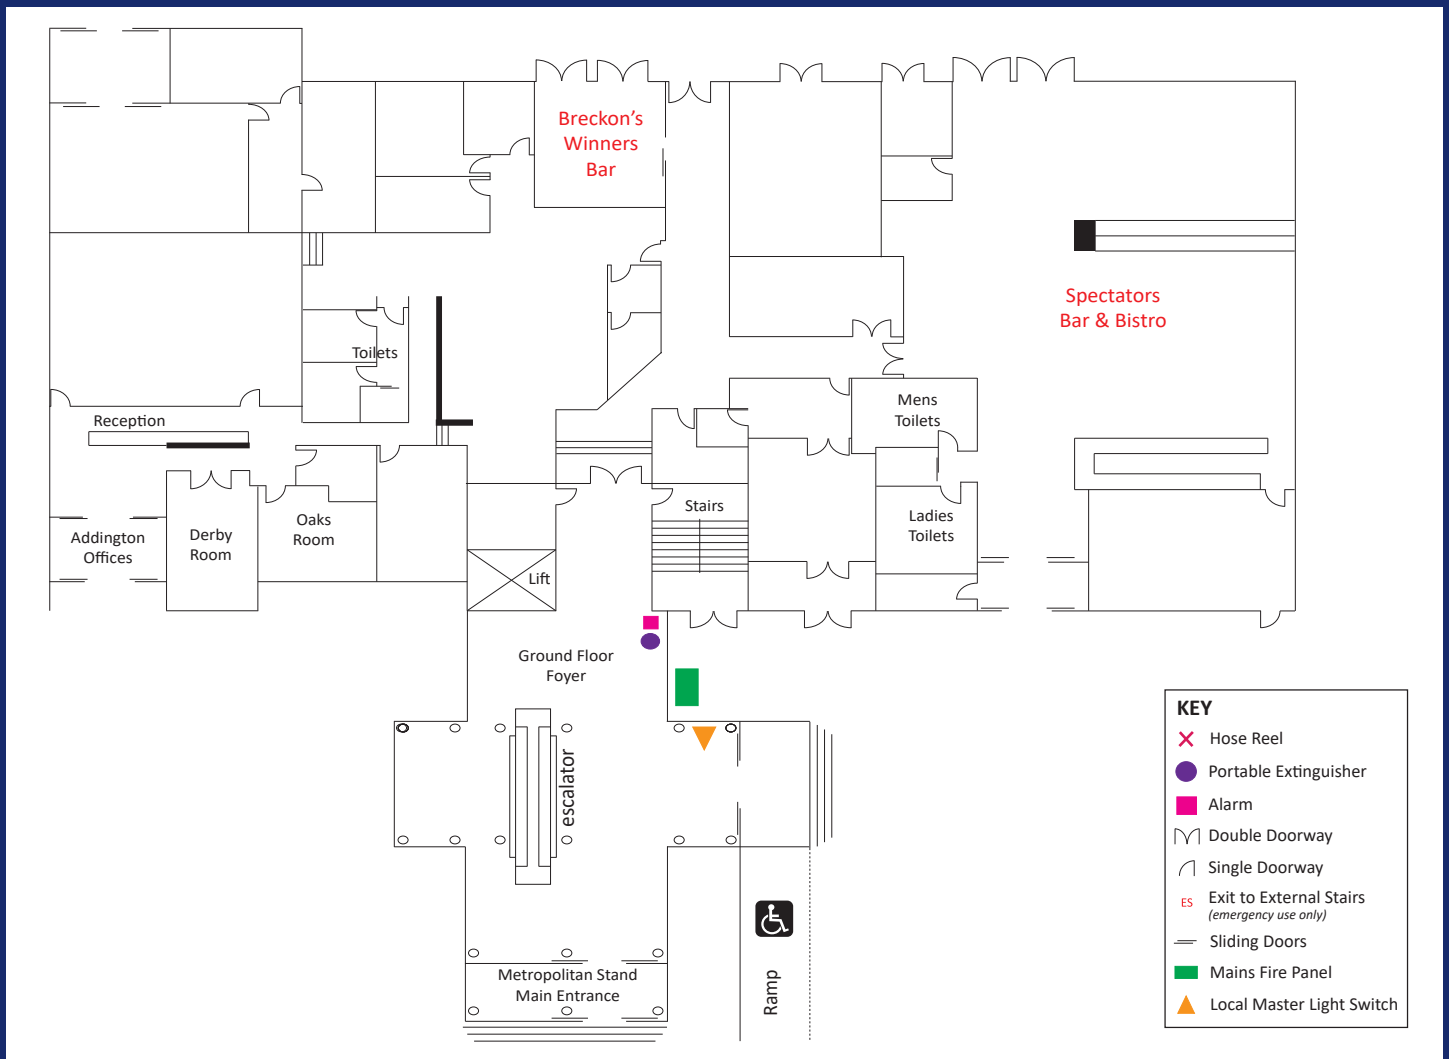 Breckon's
Winners
Bar
Spectators
Bar & Bistro
Toilets
Mens
Toilets
Reception
Stairs
Ladies
Toilets
Oaks
Room
Derby
Room
Addington
Offices
Lift
Ground Floor
Foyer
escalator
Metropolitan Stand
Main Entrance
Ramp
KEY
Hose Reel
Portable Extinguisher
Alarm
Double Doorway
Single Doorway
ES Exit to External Stairs
(emergency use only)
Sliding Doors
Mains Fire Panel
Local Master Light Switch